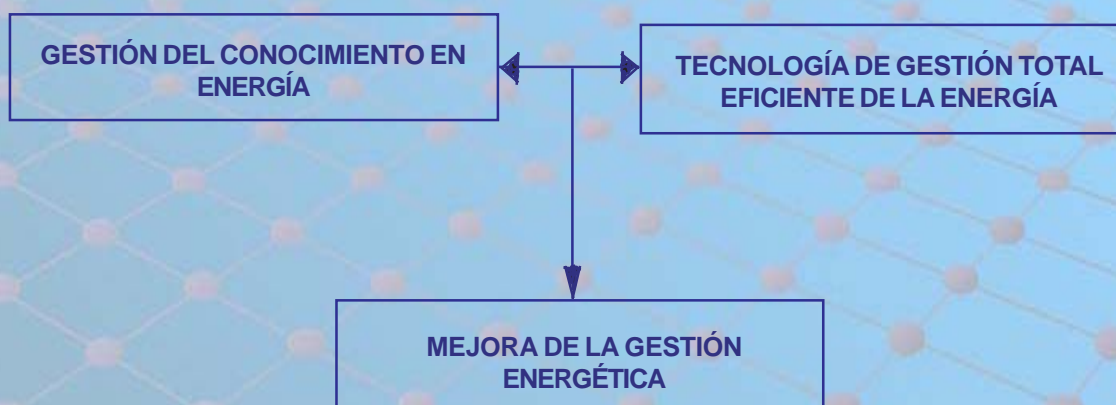 GESTIÓN DEL CONOCIMIENTO EN
ENERGÍA
TECNOLOGÍA DE GESTIÓN TOTAL
EFICIENTE DE LA ENERGÍA
MEJORA DE LA GESTIÓN
ENERGÉTICA